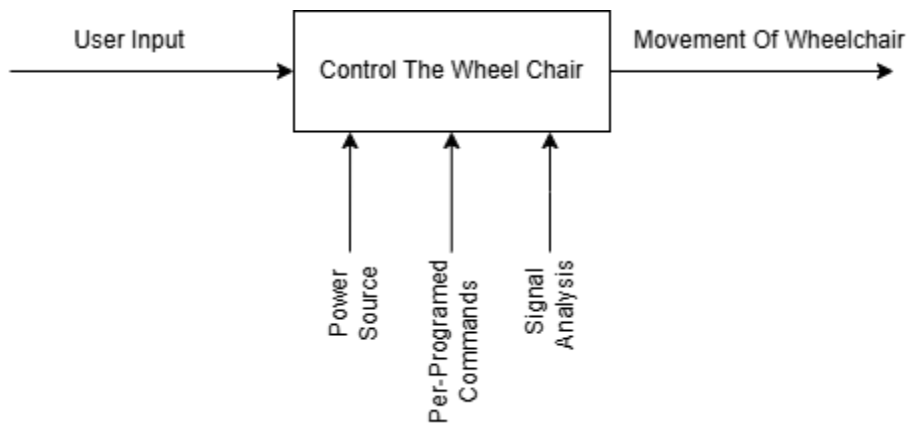 User Input
Control The Wheel Chair
Movement Of Wheelchair
Power
Source
Per-Programed
Commands
Signal
Analysis